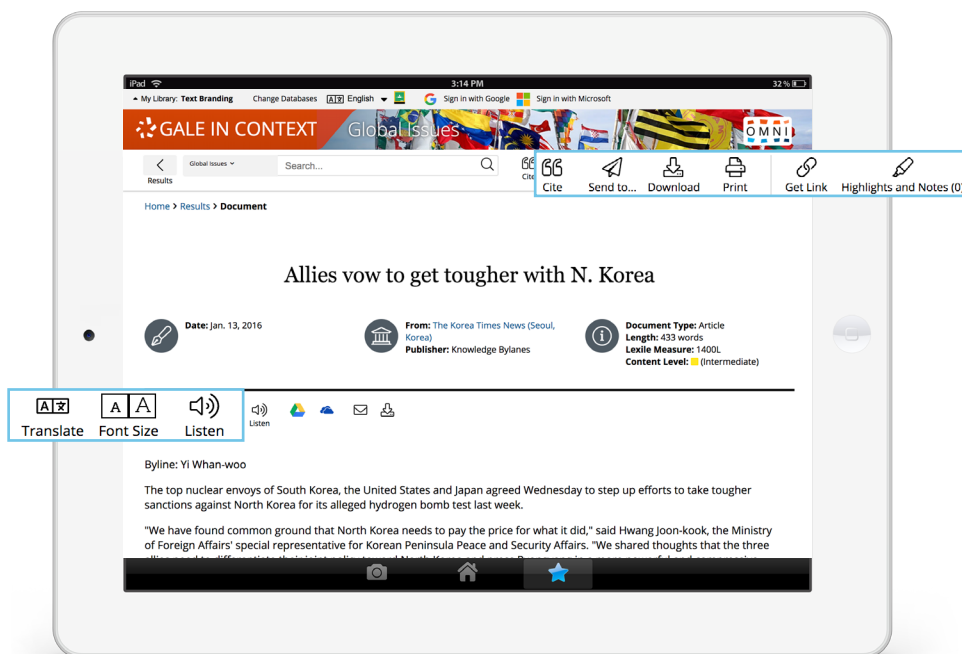 iPad 3:14 PM 32%
My Library: Text Branding Change Databases English Sign in with Google Sign in with Microsoft
GALE IN CONTEXT Global Issues OMNI
Results Global Issues Search... Cite
Cite Send to... Download Print Get Link Highlights and Notes (0)
Home > Results > Document
Allies vow to get tougher with N. Korea
Date: Jan. 13, 2016
From: The Korea Times News (Seoul,
Korea)
Publisher: Knowledge Bylanes
Document Type: Article
Length: 433 words
Lexile Measure: 1400L
Content Level: (Intermediate)
Translate Font Size Listen
Listen
Byline: Yi Whan-woo
The top nuclear envoys of South Korea, the United States and Japan agreed Wednesday to step up efforts to take tougher
sanctions against North Korea for its alleged hydrogen bomb test last week.
"We have found common ground that North Korea needs to pay the price for what it did," said Hwang Joon-kook, the Ministry
of Foreign Affairs' special representative for Korean Peninsula Peace and Security Affairs. "We shared thoughts that the three